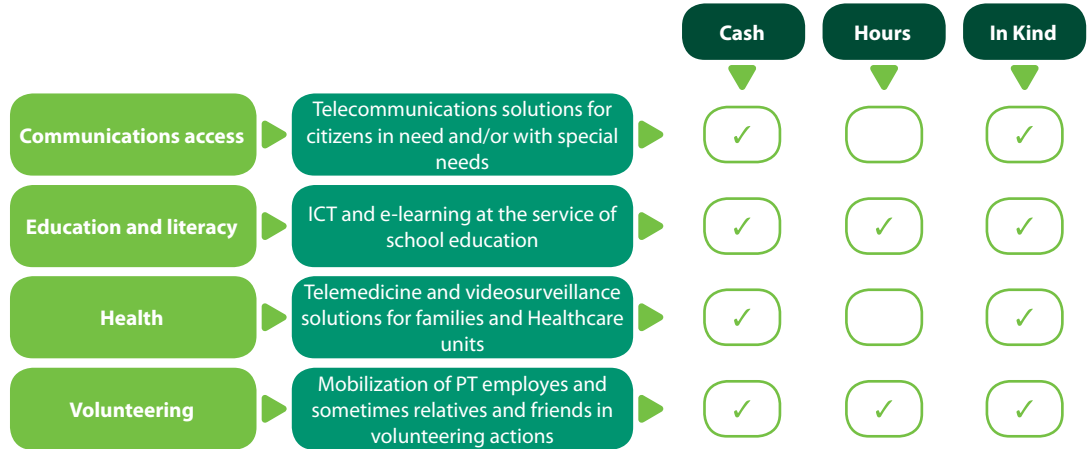 Cash Hours In Kind
Communications access
Telecommunications solutions for
citizens in need and/or with special
needs
✓ ✓
Education and literacy
ICT and e-learning at the service of
school education
✓ ✓ ✓
Health
Telemedicine and videosurveillance
solutions for families and Healthcare
units
✓ ✓
Volunteering
Mobilization of PT employes and
sometimes relatives and friends in
volunteering actions
✓ ✓ ✓